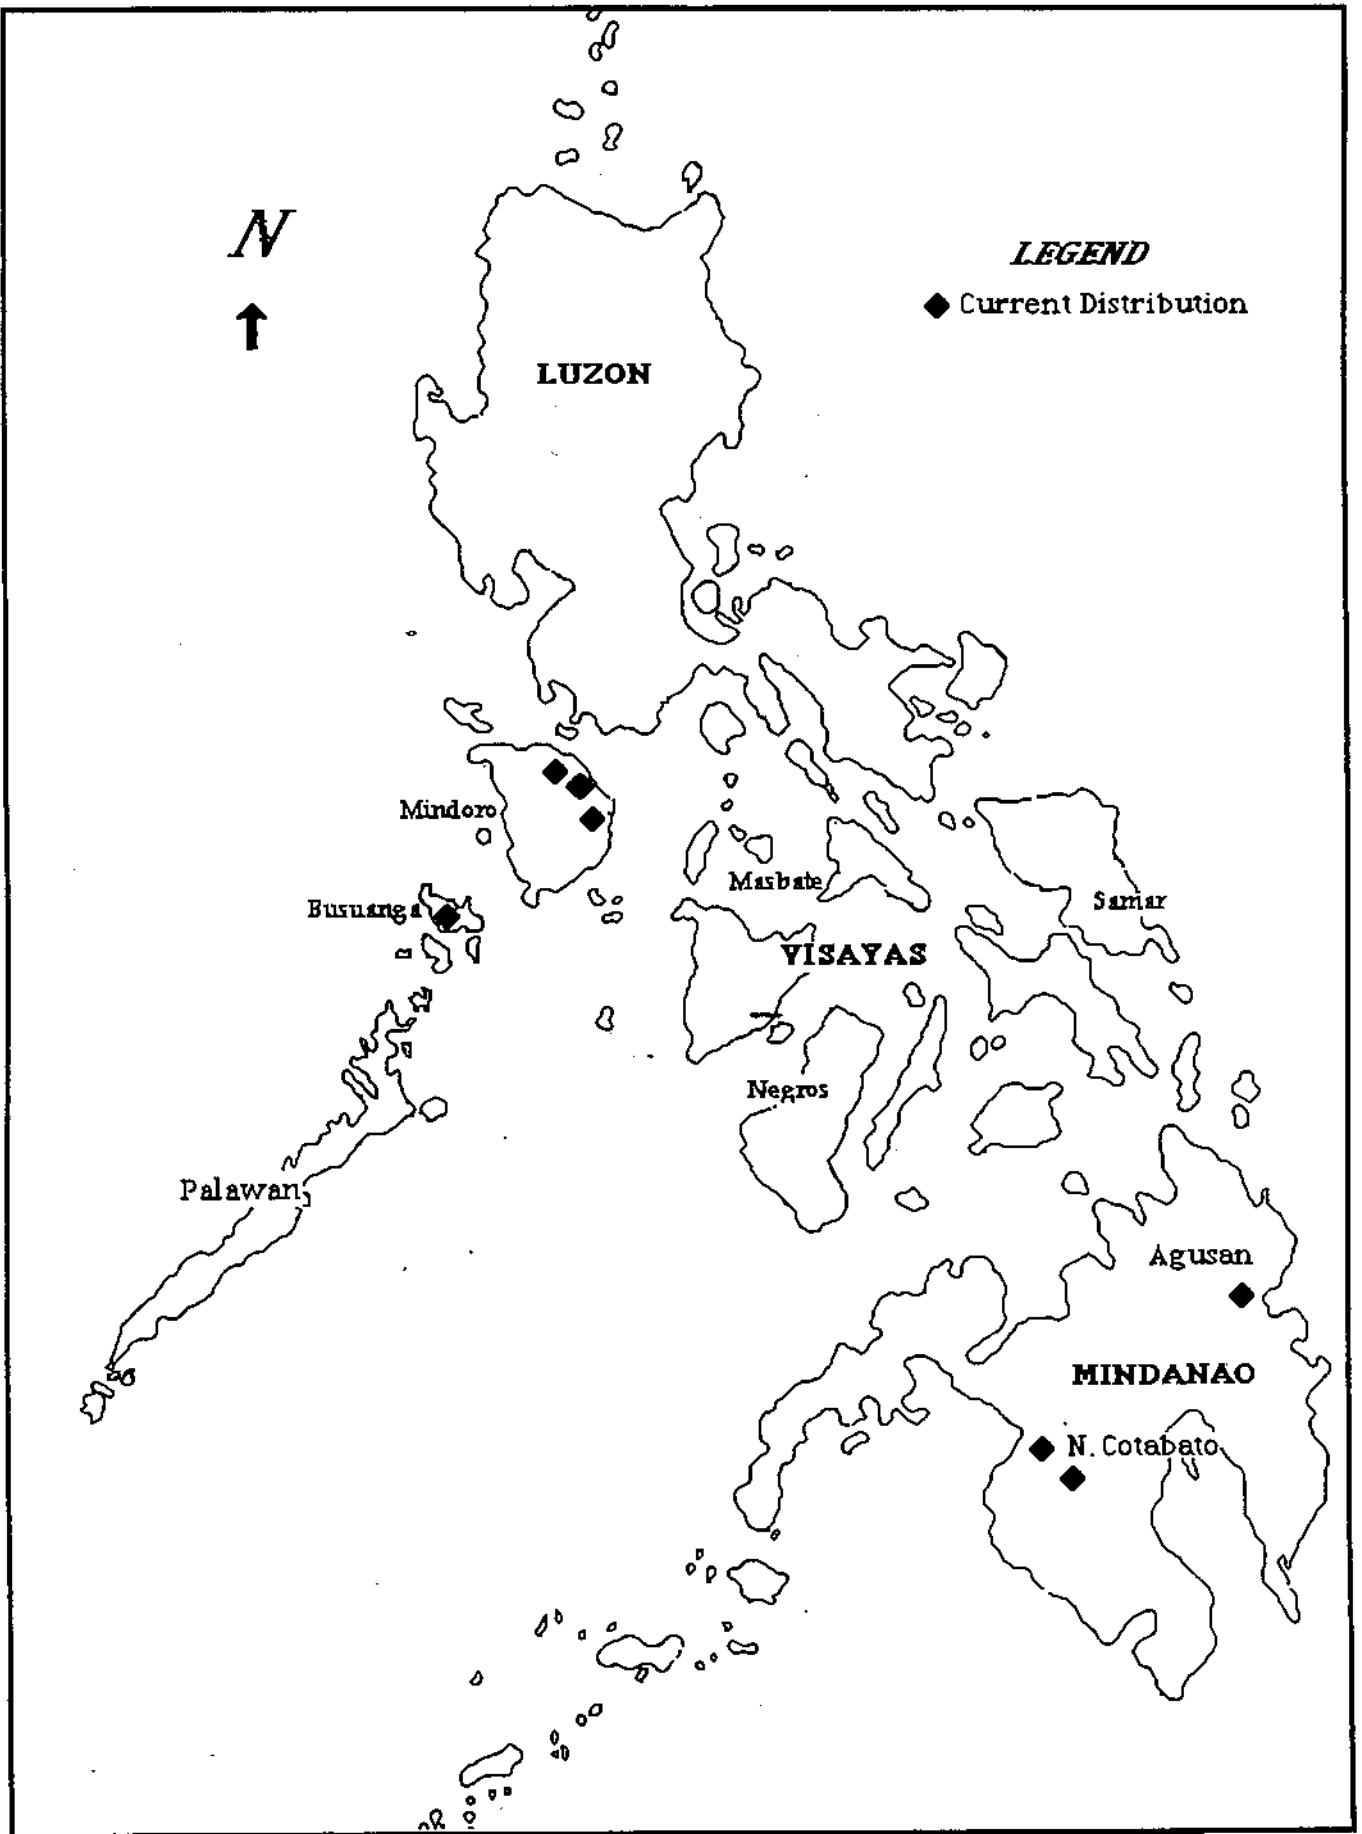 N
LEGEND
Current Distribution
LUZON
Mindoro
Masbate
Busuanga
Samar
VISAYAS
Negros
Palawan
Agusan
MINDANAO
N. Cotabato